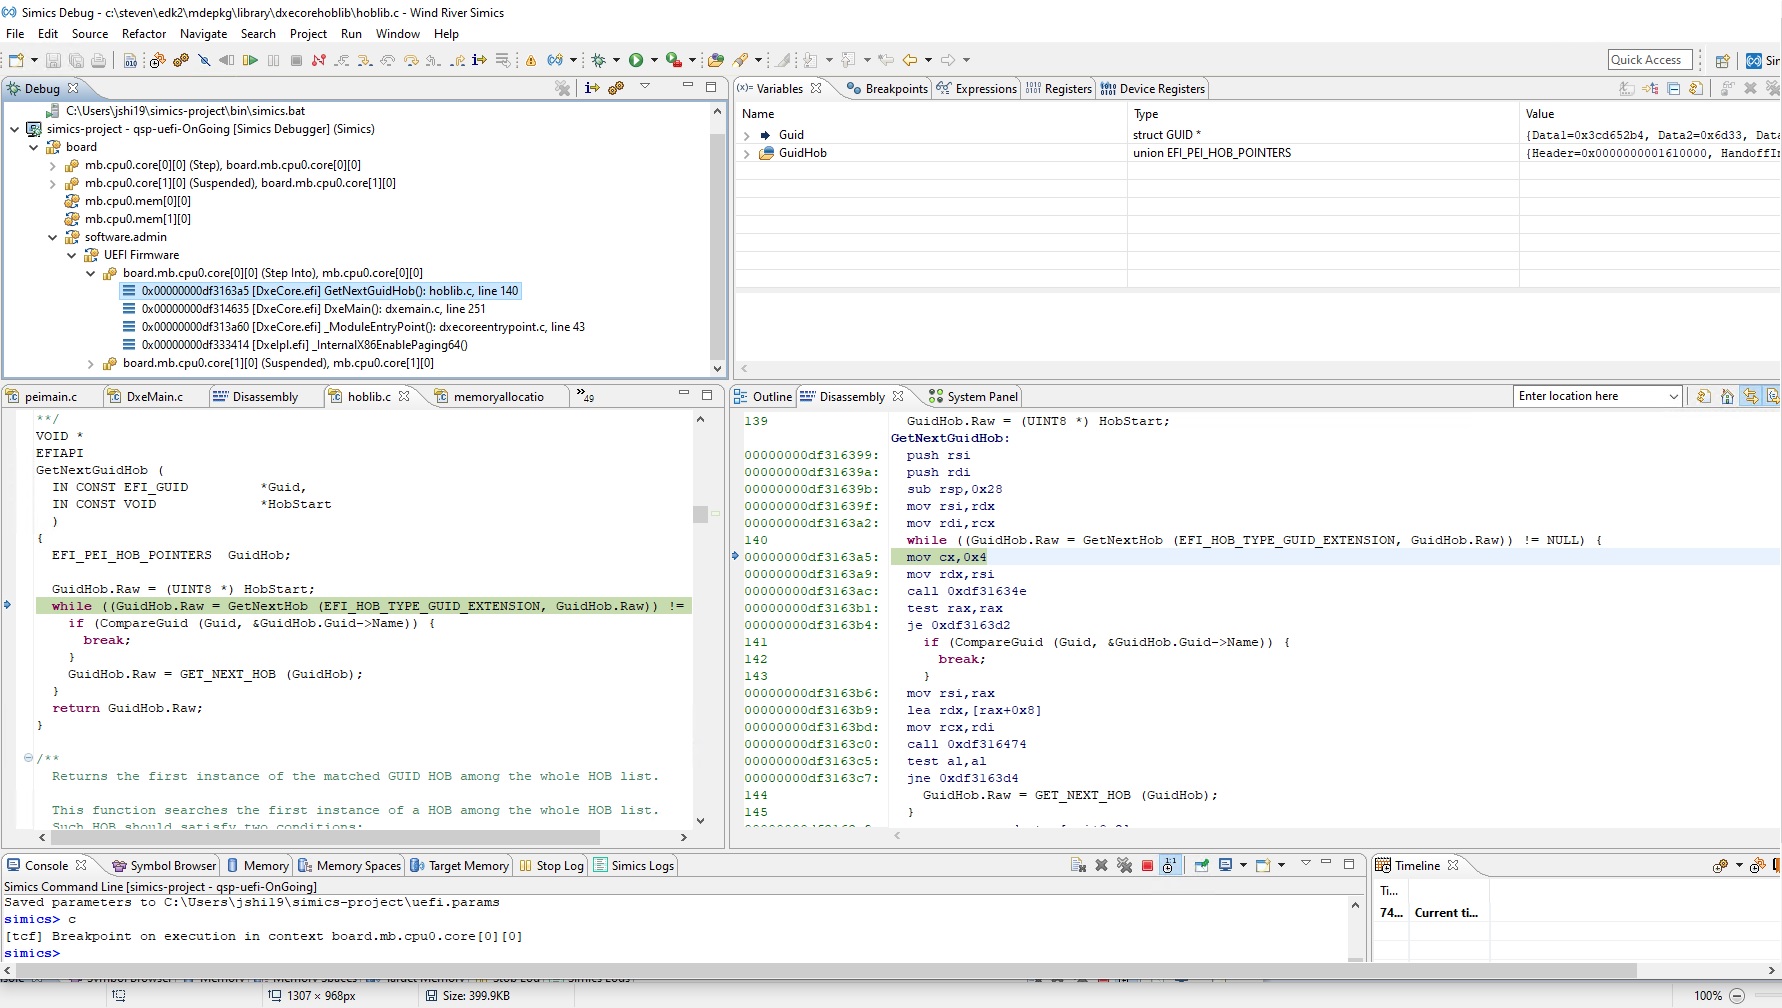 Simics Debug - c:\steven\edk2\mdepkg\library\dxecorehoblib\hoblib.c - Wind River Simics
File Edit Source Refactor Navigate Search Project Run Window Help
Quick Access
Debug
C:\Users\jshi19\simics-project\bin\simics.bat
simics-project - qsp-uefi-OnGoing [Simics Debugger] (Simics)
board
mb.cpu0.core[0][0] (Step), board.mb.cpu0.core[0][0]
mb.cpu0.core[1][0] (Suspended), board.mb.cpu0.core[1][0]
mb.cpu0.mem[0][0]
mb.cpu0.mem[1][0]
software.admin
UEFI Firmware
board.mb.cpu0.core[0][0] (Step Into), mb.cpu0.core[0][0]
0x00000000df3163a5 [DxeCore.efi] GetNextGuidHob(): hoblib.c, line 140
0x00000000df314635 [DxeCore.efi] DxeMain(): dxemain.c, line 251
0x00000000df313a60 [DxeCore.efi] _ModuleEntryPoint(): dxecoreentrypoint.c, line 43
0x00000000df333414 [DxeIpl.efi] _InternalX86EnablePaging64()
board.mb.cpu0.core[1][0] (Suspended), mb.cpu0.core[1][0]
(x)= Variables Breakpoints Expressions Registers Device Registers
Name Type Value
Guid struct GUID * {Data1=0x3cd652b4, Data2=0x6d33, Data
GuidHob union EFI_PEI_HOB_POINTERS {Header=0x0000000001610000, HandoffIn
peimain.c DxeMain.c Disassembly hoblib.c memoryallocatio »49
**/
VOID *
EFIAPI
GetNextGuidHob (
IN CONST EFI_GUID *Guid,
IN CONST VOID *HobStart
)
{
EFI_PEI_HOB_POINTERS GuidHob;
GuidHob.Raw = (UINT8 *) HobStart;
while ((GuidHob.Raw = GetNextHob (EFI_HOB_TYPE_GUID_EXTENSION, GuidHob.Raw)) !=
if (CompareGuid (Guid, &GuidHob.Guid->Name)) {
break;
}
GuidHob.Raw = GET_NEXT_HOB (GuidHob);
}
return GuidHob.Raw;
}
/**
Returns the first instance of the matched GUID HOB among the whole HOB list.
This function searches the first instance of a HOB among the whole HOB list.
Such HOB should satisfy two conditions:
Outline Disassembly System Panel
Enter location here
139 GuidHob.Raw = (UINT8 *) HobStart;
GetNextGuidHob:
00000000df316399: push rsi
00000000df31639a: push rdi
00000000df31639b: sub rsp,0x28
00000000df31639f: mov rsi,rdx
00000000df3163a2: mov rdi,rcx
140 while ((GuidHob.Raw = GetNextHob (EFI_HOB_TYPE_GUID_EXTENSION, GuidHob.Raw)) != NULL) {
00000000df3163a5: mov cx,0x4
00000000df3163a9: mov rdx,rsi
00000000df3163ac: call 0xdf31634e
00000000df3163b1: test rax,rax
00000000df3163b4: je 0xdf3163d2
141 if (CompareGuid (Guid, &GuidHob.Guid->Name)) {
142 break;
143 }
00000000df3163b6: mov rsi,rax
00000000df3163b9: lea rdx,[rax+0x8]
00000000df3163bd: mov rcx,rdi
00000000df3163c0: call 0xdf316474
00000000df3163c5: test al,al
00000000df3163c7: jne 0xdf3163d4
144 GuidHob.Raw = GET_NEXT_HOB (GuidHob);
145 }
Console Symbol Browser Memory Memory Spaces Target Memory Stop Log Simics Logs
Simics Command Line [simics-project - qsp-uefi-OnGoing]
Saved parameters to C:\Users\jshi19\simics-project\uefi.params
simics> c
[tcf] Breakpoint on execution in context board.mb.cpu0.core[0][0]
simics>
Timeline
Ti...
74... Current ti...
1307 × 968px Size: 399.9KB 100%